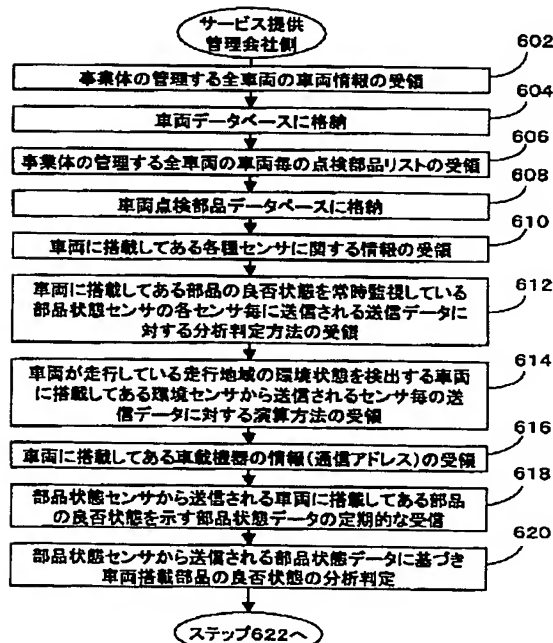 サービス提供
管理会社側
602
事業体の管理する全車両の車両情報の受領
604
車両データベースに格納
606
事業体の管理する全車両の車両毎の点検部品リストの受領
608
車両点検部品データベースに格納
610
車両に搭載してある各種センサに関する情報の受領
612
車両に搭載してある部品の良否状態を常時監視している
部品状態センサの各センサ毎に送信される送信データに
対する分析判定方法の受領
614
車両が走行している走行地域の環境状態を検出する車両
に搭載してある環境センサから送信されるセンサ毎の送
信データに対する演算方法の受領
616
車両に搭載してある車載機器の情報(通信アドレス)の受領
618
部品状態センサから送信される車両に搭載してある部品
の良否状態を示す部品状態データの定期的な受信
620
部品状態センサから送信される部品状態データに基づき
車両搭載部品の良否状態の分析判定
ステップ622へ